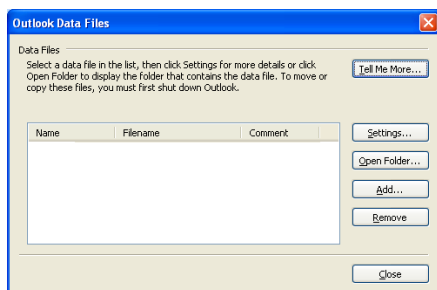 Outlook Data Files
Data Files
Select a data file in the list, then click Settings for more details or click
Open Folder to display the folder that contains the data file. To move or
copy these files, you must first shut down Outlook.
Tell Me More...
Name Filename Comment
Settings...
Open Folder...
Add...
Remove
Close